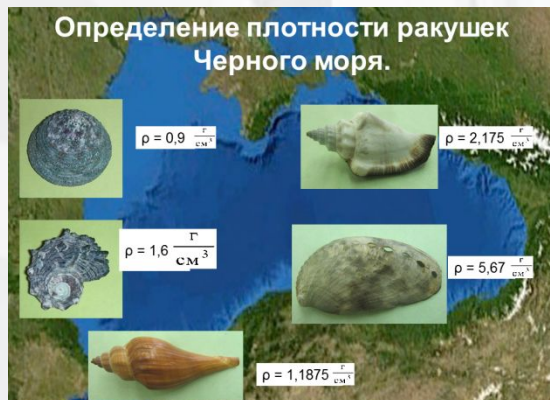 Определение плотности ракушек
Черного моря.
ρ = 0,9 г/см³
ρ = 2,175 г/см³
ρ = 1,6 г/см³
ρ = 5,67 г/см³
ρ = 1,1875 г/см³